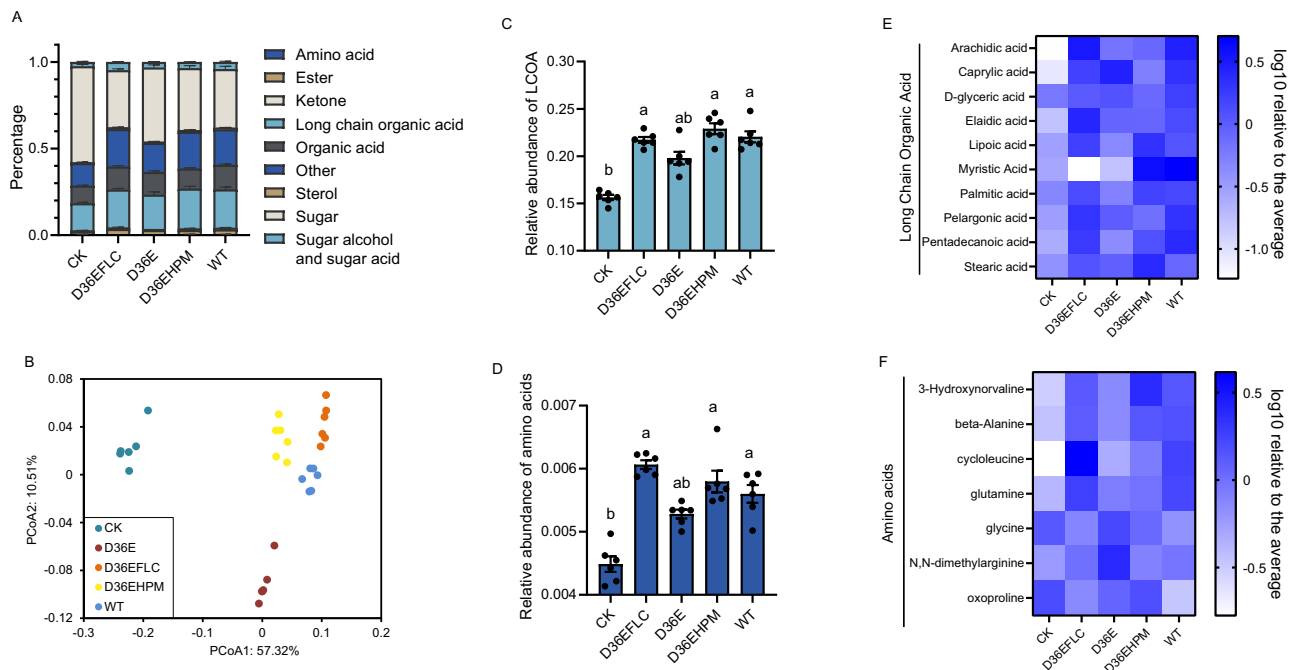 A
Percentage
1.0
0.5
0.0
CK
D36EFLC
D36E
D36EHPM
WT
Amino acid
Ester
Ketone
Long chain organic acid
Organic acid
Other
Sterol
Sugar
Sugar alcohol
and sugar acid
B
PCoA2: 10.51%
0.08
0.04
0
-0.04
-0.08
-0.12
-0.3
-0.2
-0.1
0
0.1
0.2
PCoA1: 57.32%
CK
D36E
D36EFLC
D36EHPM
WT
C
Relative abundance of LCOA
0.30
0.25
0.20
0.15
0.10
b
a
ab
a
a
CK
D36EFLC
D36E
D36EHPM
WT
D
Relative abundance of amino acids
0.007
0.006
0.005
0.004
b
a
ab
a
a
CK
D36EFLC
D36E
D36EHPM
WT
E
Long Chain Organic Acid
Arachidic acid
Caprylic acid
D-glyceric acid
Elaidic acid
Lipoic acid
Myristic Acid
Palmitic acid
Pelargonic acid
Pentadecanoic acid
Stearic acid
CK
D36EFLC
D36E
D36EHPM
WT
0.5
0
-0.5
-1.0
log10 relative to the average
F
Amino acids
3-Hydroxynorvaline
beta-Alanine
cycloleucine
glutamine
glycine
N,N-dimethylarginine
oxoproline
CK
D36EFLC
D36E
D36EHPM
WT
0.5
0
-0.5
log10 relative to the average